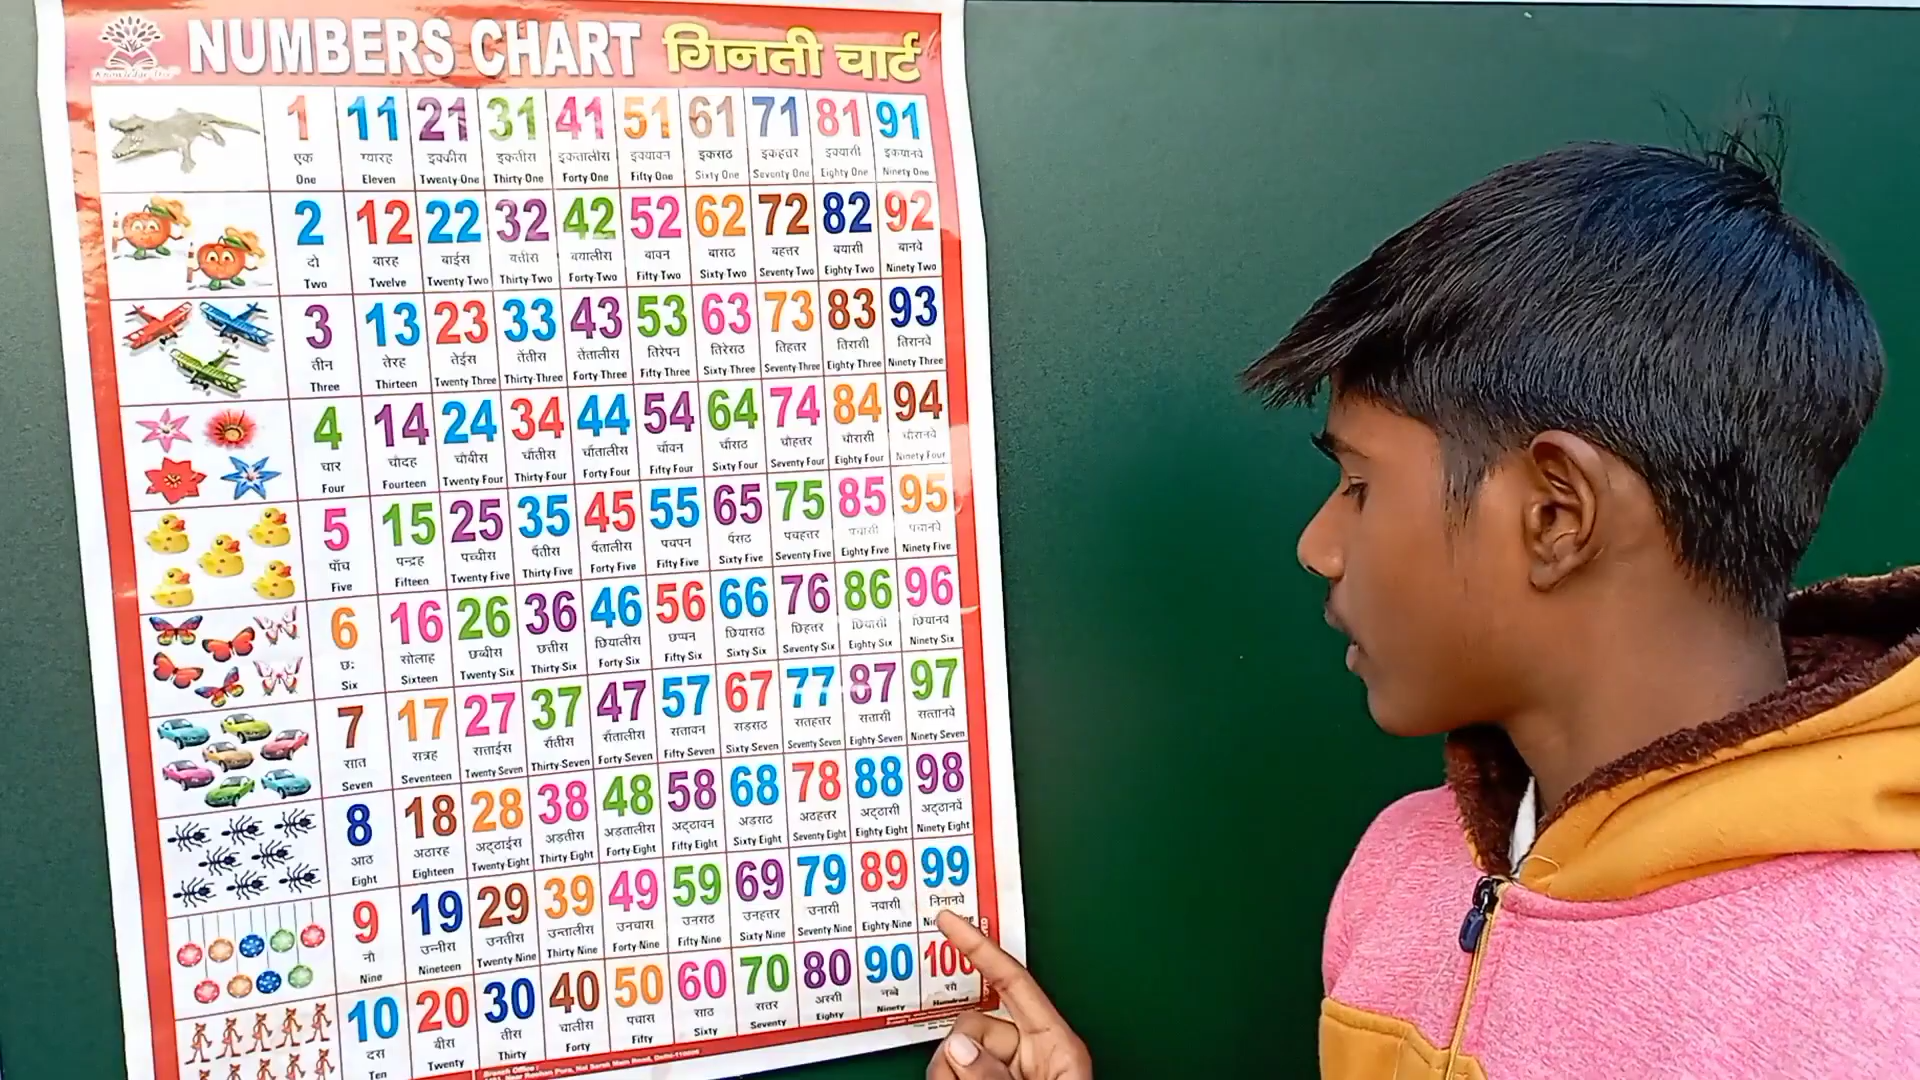 NUMBERS CHART गिनती चार्ट
1 11 21 31 41 51 61 71 81 91
एक ग्यारह इक्कीस इकतीस इकतालीस इक्यावन इकसठ इकहत्तर इक्यासी इकयानवे
One Eleven Twenty One Thirty One Forty One Fifty One Sixty One Seventy One Eighty One Ninety One
2 12 22 32 42 52 62 72 82 92
दो बारह बाईस बत्तीस बयालीस बावन बासठ बहत्तर बयासी बानवे
Two Twelve Twenty Two Thirty-Two Forty-Two Fifty-Two Sixty Two Seventy Two Eighty Two Ninety Two
3 13 23 33 43 53 63 73 83 93
तीन तेरह तेईस तेंतीस तेतालीस तिरेपन तिरेसठ तिहतर तिरासी तिरानवे
Three Thirteen Twenty Three Thirty-Three Forty-Three Fifty Three Sixty-Three Seventy-Three Eighty Three Ninety Three
4 14 24 34 44 54 64 74 84 94
चार चौदह चौबीस चौंतीस चौंतालीस चौवन चौंसठ चौहत्तर चौरासी चौरानवे
Four Fourteen Twenty Four Thirty-Four Forty Four Fifty Four Sixty Four Seventy Four Eighty Four Ninety Four
5 15 25 35 45 55 65 75 85 95
पाँच पन्द्रह पच्चीस पैंतीस पैंतालीस पचपन पैंसठ पचहत्तर पचासी पचानवे
Five Fifteen Twenty Five Thirty Five Forty Five Fifty Five Sixty Five Seventy Five Eighty Five Ninety Five
6 16 26 36 46 56 66 76 86 96
छः सोलाह छब्बीस छत्तीस छियालीस छप्पन छियासठ छिहतर छियासी छियानवे
Six Sixteen Twenty Six Thirty-Six Forty Six Fifty Six Sixty Six Seventy Six Eighty Six Ninety Six
7 17 27 37 47 57 67 77 87 97
सात सत्रह सत्ताईस सैंतीस सैंतालीस सतावन सड़सठ सतहत्तर सतासी सत्तानवे
Seven Seventeen Twenty Seven Thirty-Seven Forty-Seven Fifty Seven Sixty Seven Seventy Seven Eighty Seven Ninety Seven
8 18 28 38 48 58 68 78 88 98
आठ अठारह अट्ठाईस अड़तीस अड़तालीस अट्ठावन अड़सठ अठहत्तर अट्ठासी अट्ठानवें
Eight Eighteen Twenty-Eight Thirty Eight Forty-Eight Fifty Eight Sixty Eight Seventy Eight Eighty Eight Ninety Eight
9 19 29 39 49 59 69 79 89 99
नौ उन्नीस उनतीस उन्तालीस उनचास उनसठ उनहत्तर उनासी नवासी निनानवे
Nine Nineteen Twenty Nine Thirty Nine Forty-Nine Fifty Nine Sixty Nine Seventy Nine Eighty Nine
10 20 30 40 50 60 70 80 90 100
दस बीस तीस चालीस पचास साठ सत्तर अस्सी नब्बे सौ
Ten Twenty Thirty Forty Fifty Sixty Seventy Eighty Ninety Hundred
Branch Office :